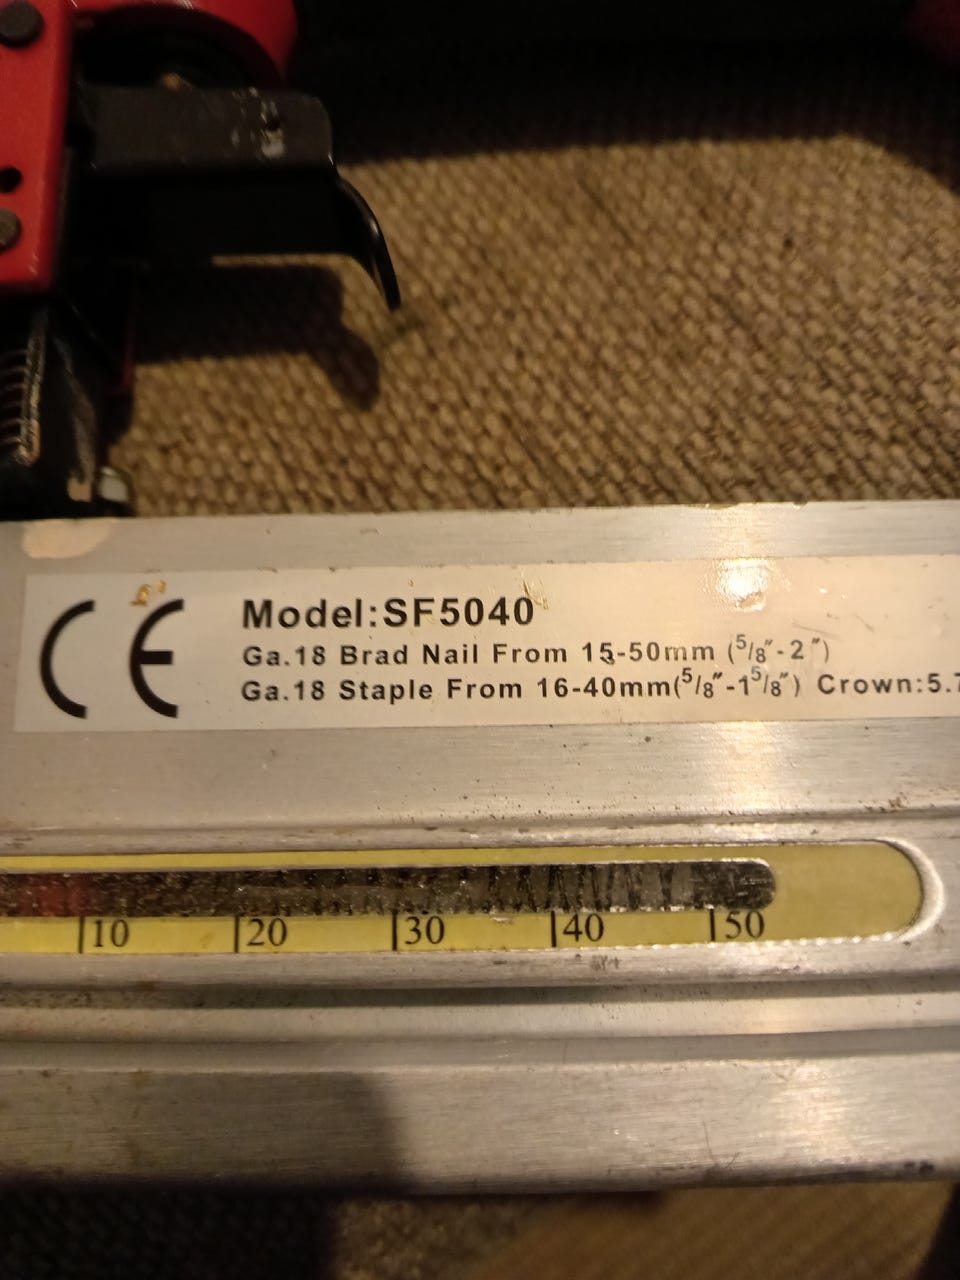 CE
Model:SF5040
Ga.18 Brad Nail From 15-50mm (5/8"-2")
Ga.18 Staple From 16-40mm(5/8"-15/8") Crown:5.7
10 20 30 40 50